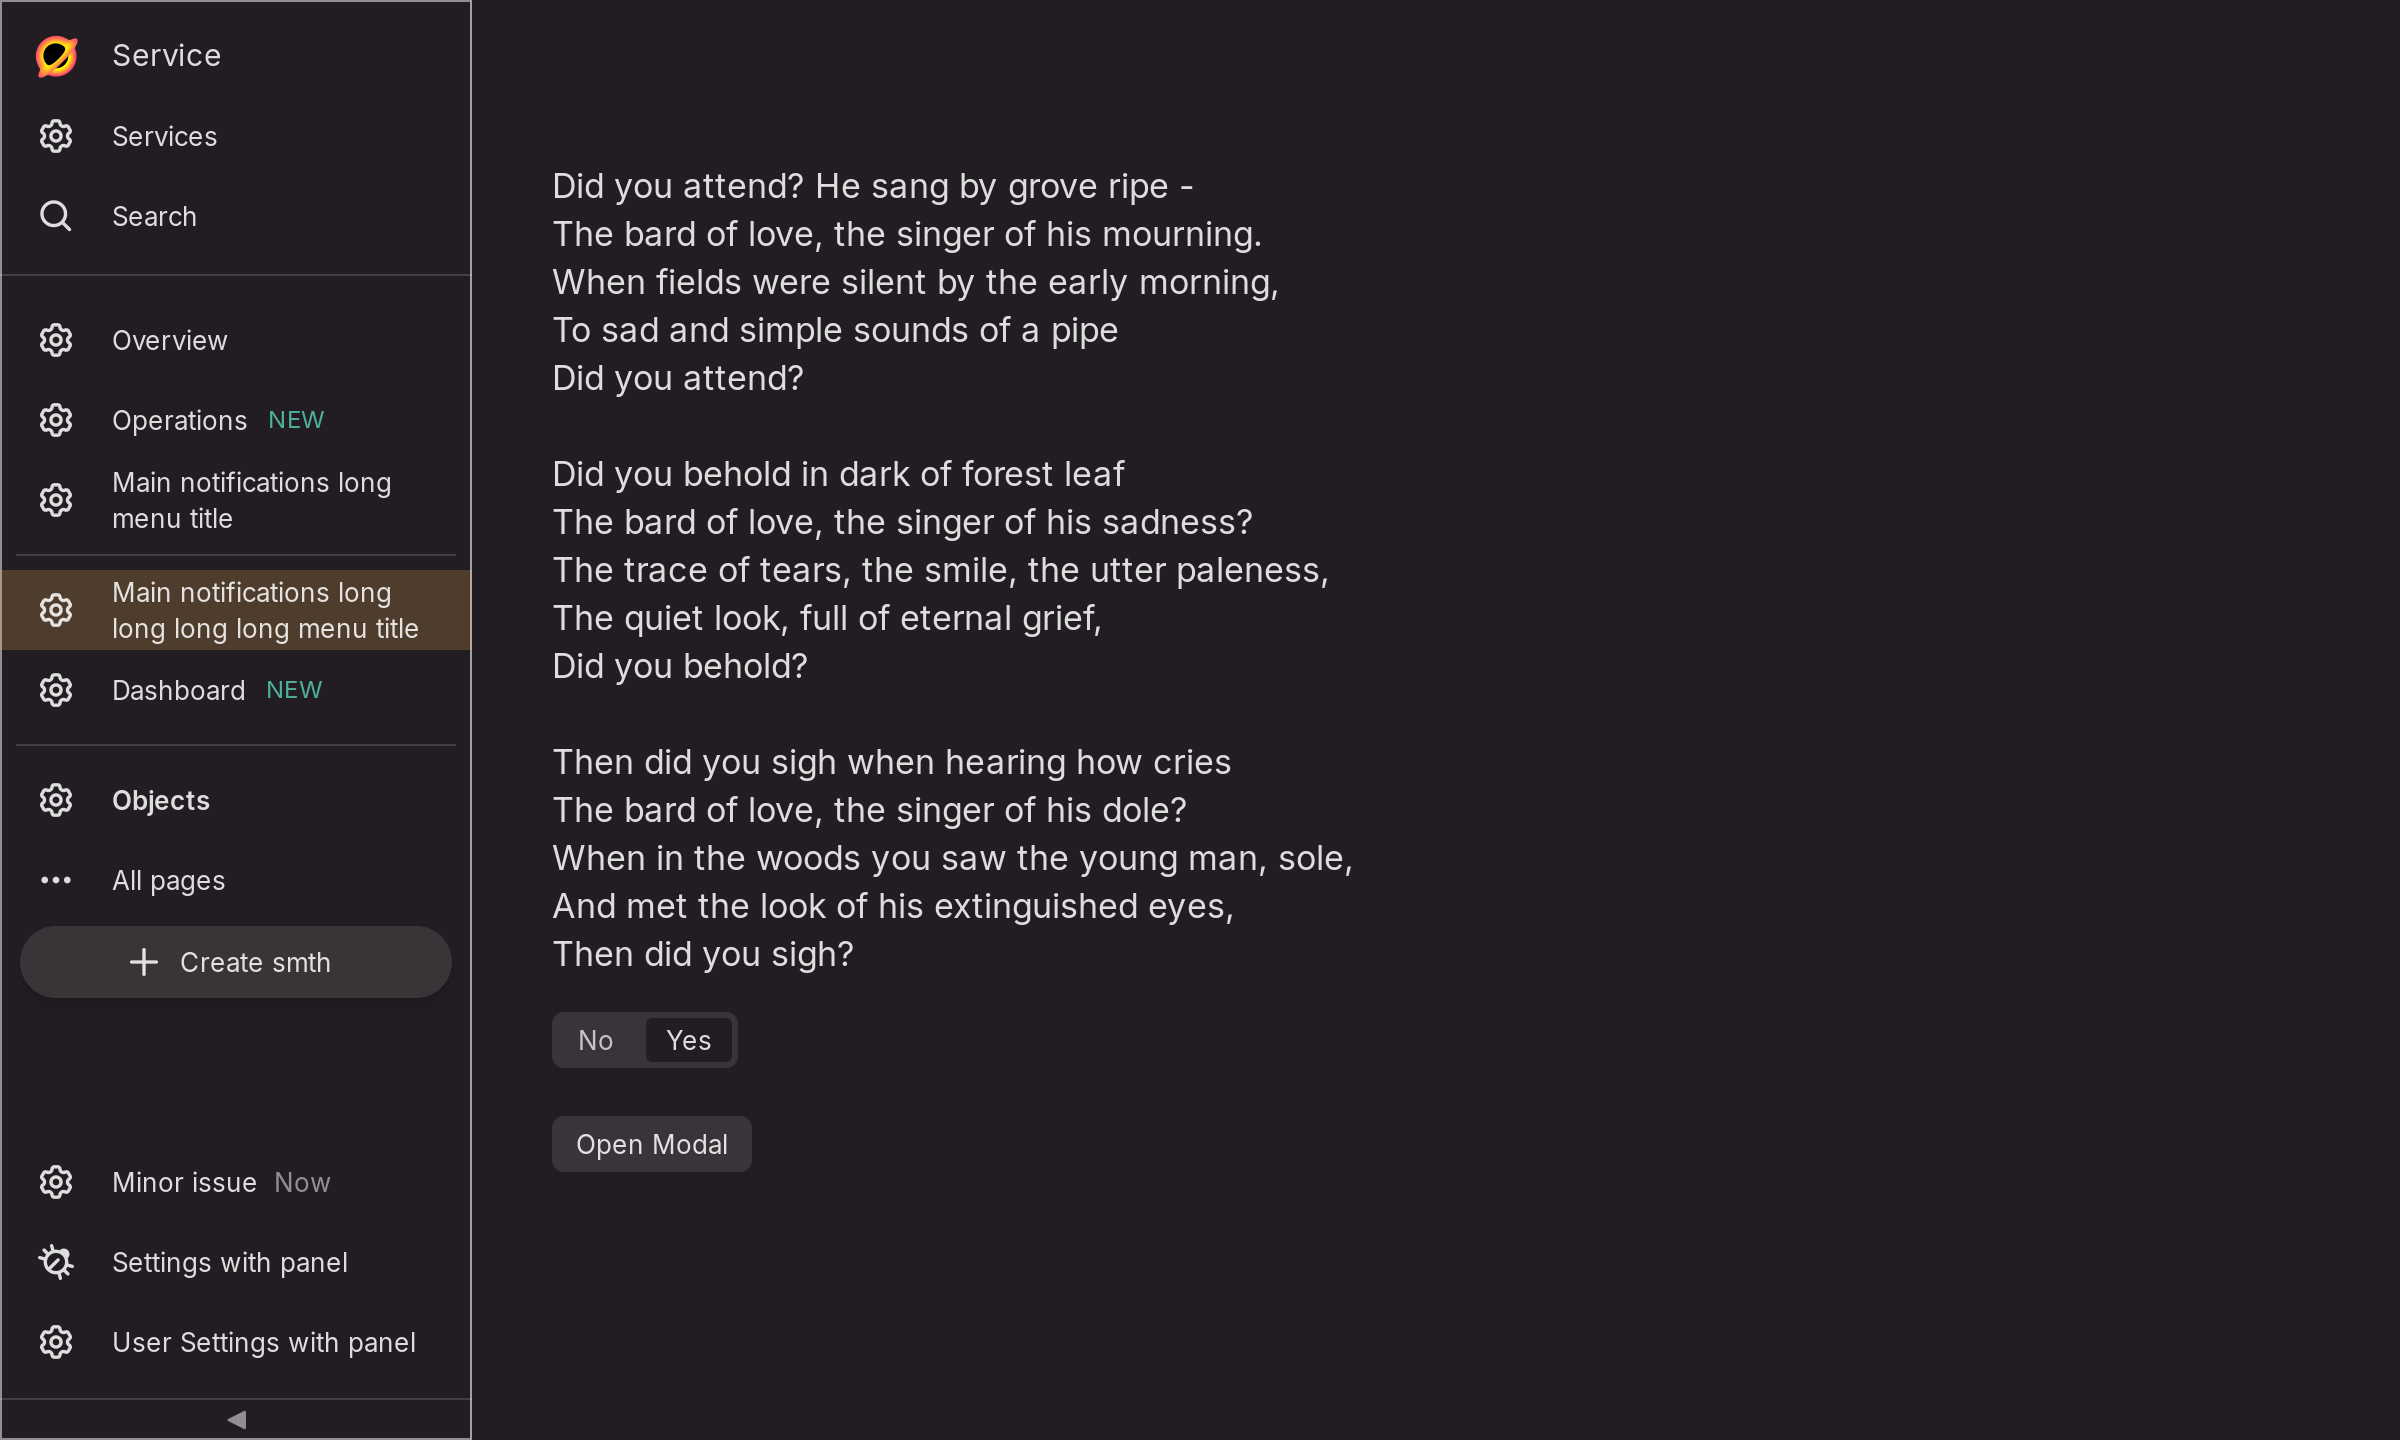 Service
Services
Search
Overview
Operations NEW
Main notifications long
menu title
Main notifications long
long long long menu title
Dashboard NEW
Objects
All pages
Create smth
Minor issue Now
Settings with panel
User Settings with panel
Did you attend? He sang by grove ripe -
The bard of love, the singer of his mourning.
When fields were silent by the early morning,
To sad and simple sounds of a pipe
Did you attend?
Did you behold in dark of forest leaf
The bard of love, the singer of his sadness?
The trace of tears, the smile, the utter paleness,
The quiet look, full of eternal grief,
Did you behold?
Then did you sigh when hearing how cries
The bard of love, the singer of his dole?
When in the woods you saw the young man, sole,
And met the look of his extinguished eyes,
Then did you sigh?
No Yes
Open Modal